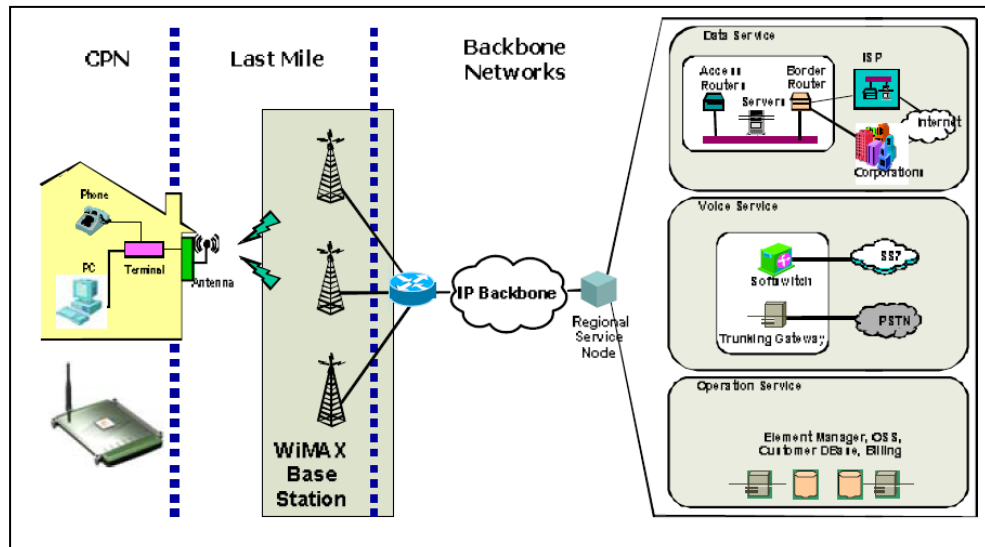 CPN
Last Mile
Backbone
Networks
Phone
PC
Terminal
Antenna
WiMAX
Base
Station
IP Backbone
Regional
Service
Node
Data Service
Access
Routers
Servers
Border
Router
ISP
Internet
Corporations
Voice Service
Softswitch
SS7
Trunking Gateway
PSTN
Operation Service
Element Manager, OSS,
Customer DBase, Billing